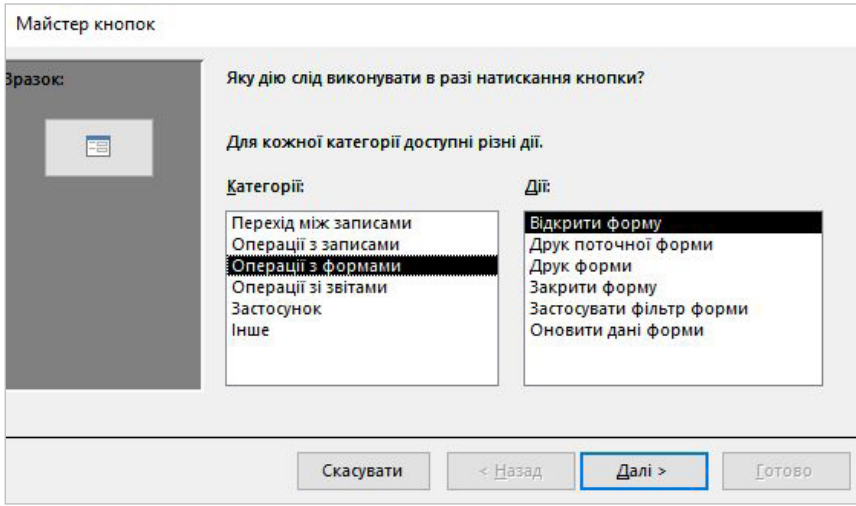 Майстер кнопок
Зразок:
Яку дію слід виконувати в разі натискання кнопки?
Для кожної категорії доступні різні дії.
Категорії:
Перехід між записами
Операції з записами
Операції з формами
Операції зі звітами
Застосунок
Інше
Дії:
Відкрити форму
Друк поточної форми
Друк форми
Закрити форму
Застосувати фільтр форми
Оновити дані форми
Скасувати
< Назад
Далі >
Готово